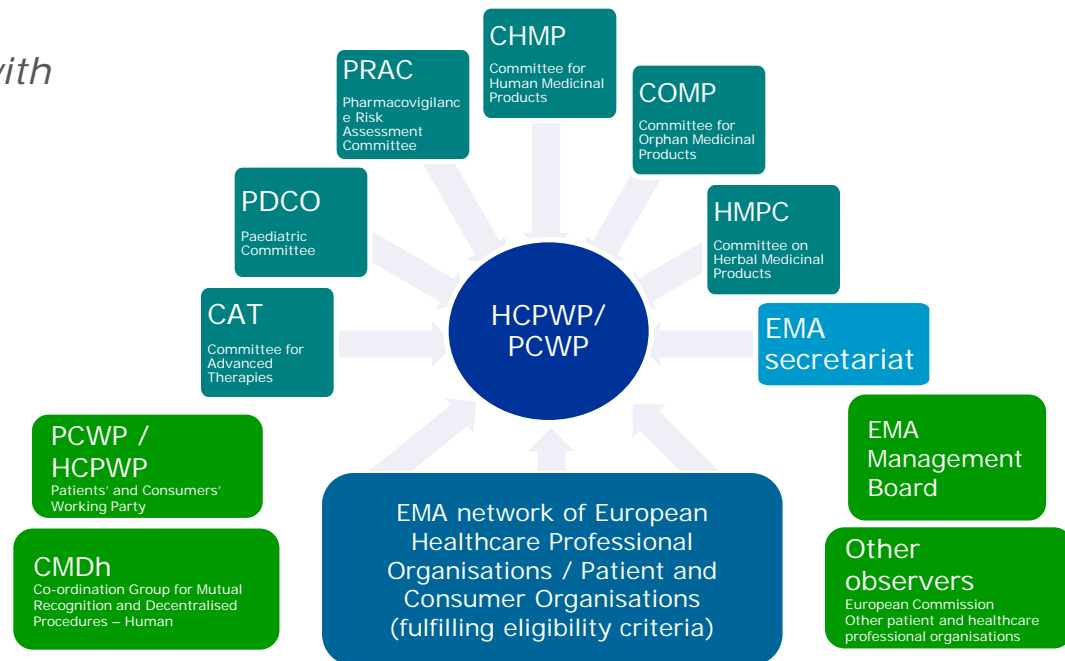 with
CHMP
Committee for
Human Medicinal
Products
PRAC
Pharmacovigilanc
e Risk
Assessment
Committee
COMP
Committee for
Orphan Medicinal
Products
PDCO
Paediatric
Committee
HMPC
Committee on
Herbal Medicinal
Products
CAT
Committee for
Advanced
Therapies
HCPWP/
PCWP
EMA
secretariat
PCWP /
HCPWP
Patients' and Consumers'
Working Party
EMA
Management
Board
CMDh
Co-ordination Group for Mutual
Recognition and Decentralised
Procedures – Human
EMA network of European
Healthcare Professional
Organisations / Patient and
Consumer Organisations
(fulfilling eligibility criteria)
Other
observers
European Commission
Other patient and healthcare
professional organisations